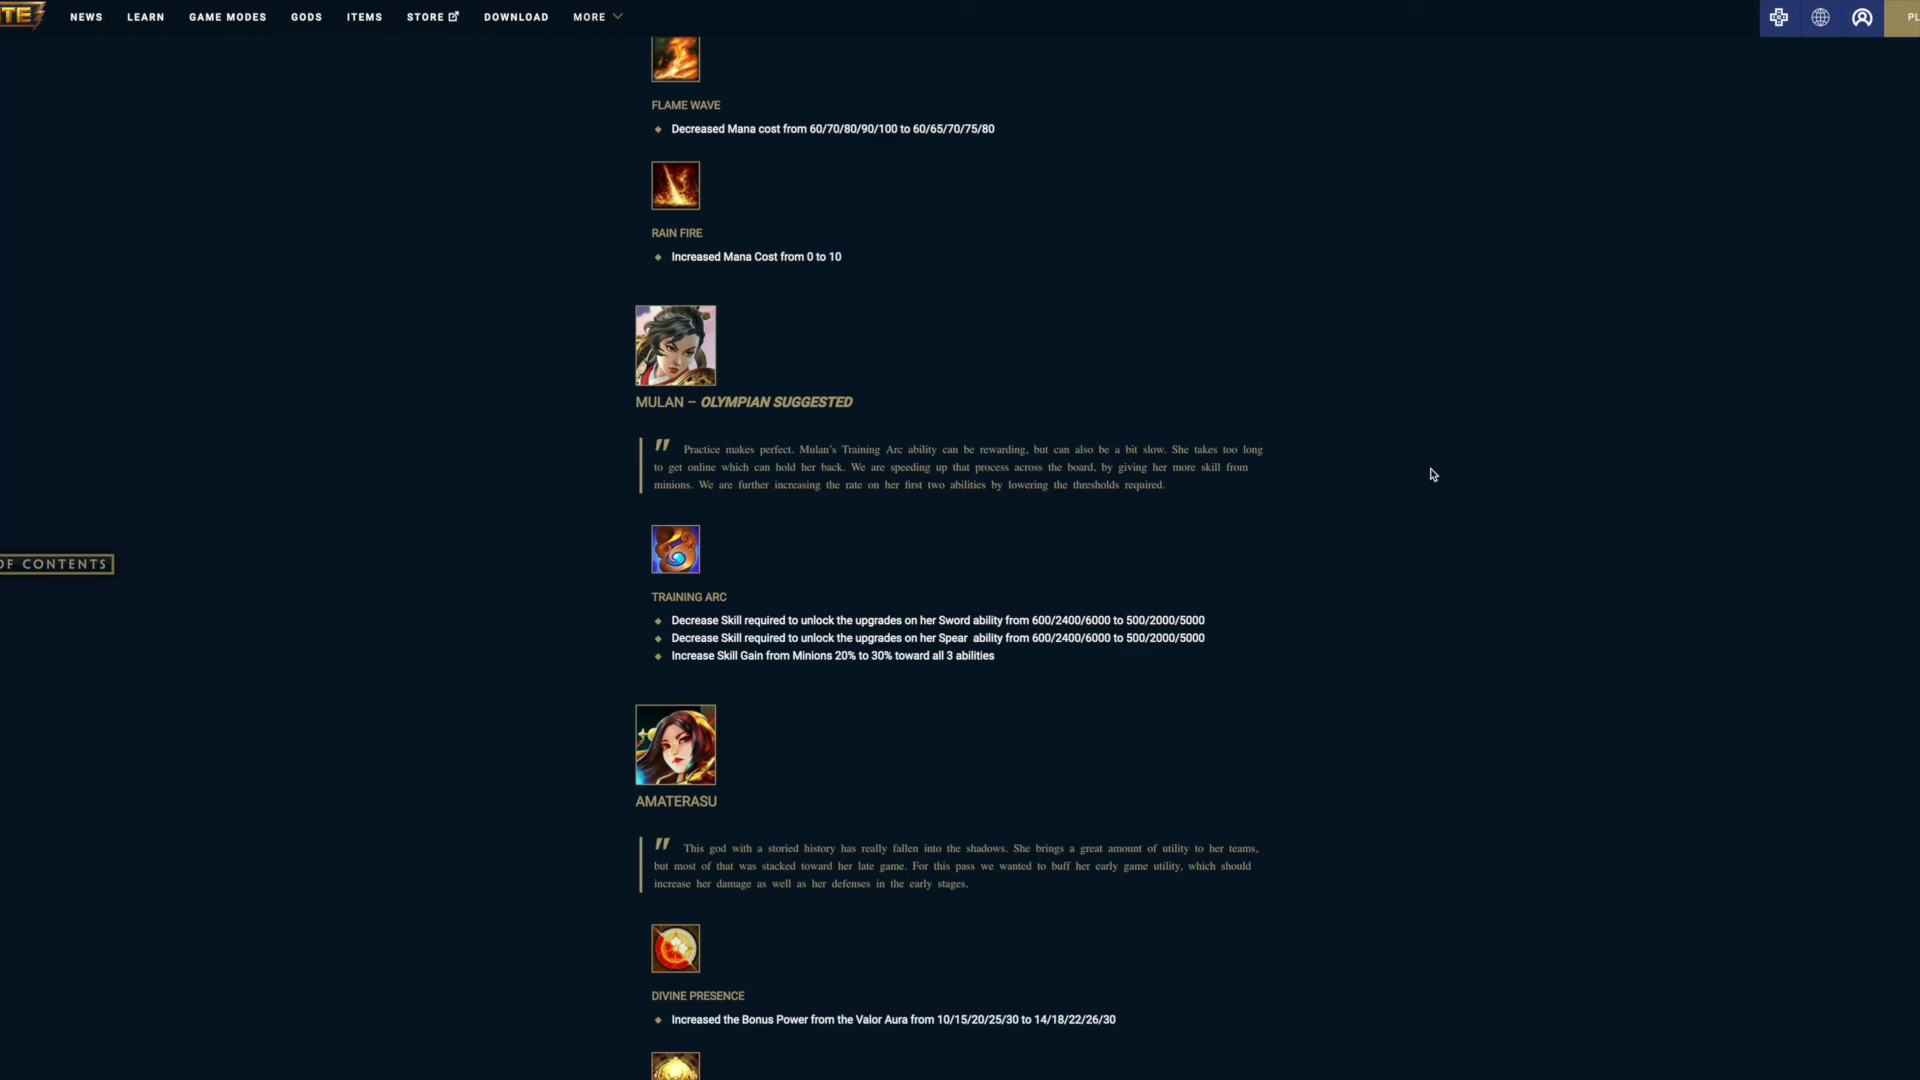 ITE
NEWS LEARN GAME MODES GODS ITEMS STORE DOWNLOAD MORE PL
FLAME WAVE
Decreased Mana cost from 60/70/80/90/100 to 60/65/70/75/80
RAIN FIRE
Increased Mana Cost from 0 to 10
MULAN – OLYMPIAN SUGGESTED
" Practice makes perfect. Mulan's Training Arc ability can be rewarding, but can also be a bit slow. She takes too long
to get online which can hold her back. We are speeding up that process across the board, by giving her more skill from
minions. We are further increasing the rate on her first two abilities by lowering the thresholds required.
OF CONTENTS
TRAINING ARC
Decrease Skill required to unlock the upgrades on her Sword ability from 600/2400/6000 to 500/2000/5000
Decrease Skill required to unlock the upgrades on her Spear ability from 600/2400/6000 to 500/2000/5000
Increase Skill Gain from Minions 20% to 30% toward all 3 abilities
AMATERASU
" This god with a storied history has really fallen into the shadows. She brings a great amount of utility to her teams,
but most of that was stacked toward her late game. For this pass we wanted to buff her early game utility, which should
increase her damage as well as her defenses in the early stages.
DIVINE PRESENCE
Increased the Bonus Power from the Valor Aura from 10/15/20/25/30 to 14/18/22/26/30